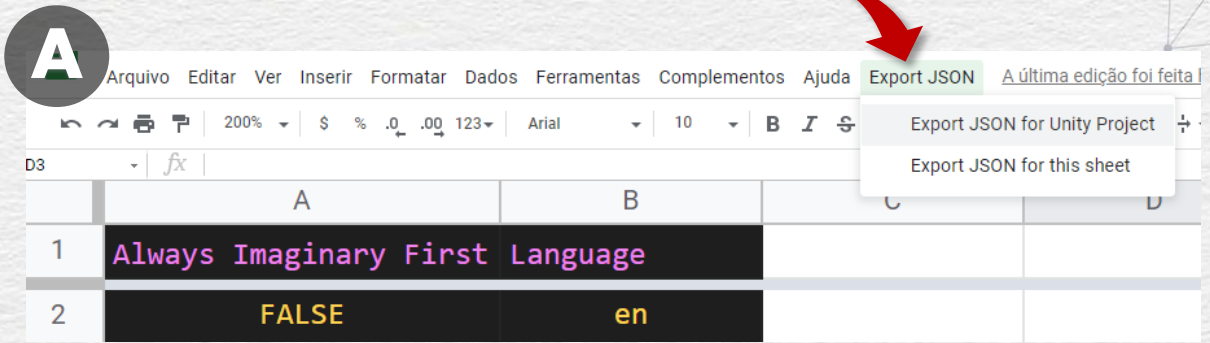 A
Arquivo Editar Ver Inserir Formatar Dados Ferramentas Complementos Ajuda Export JSON A última edição foi feita
200% $ % .0 .00 123 Arial 10 B I S
Export JSON for Unity Project
D3 fx
Export JSON for this sheet
A B C D
1 Always Imaginary First Language
2 FALSE en